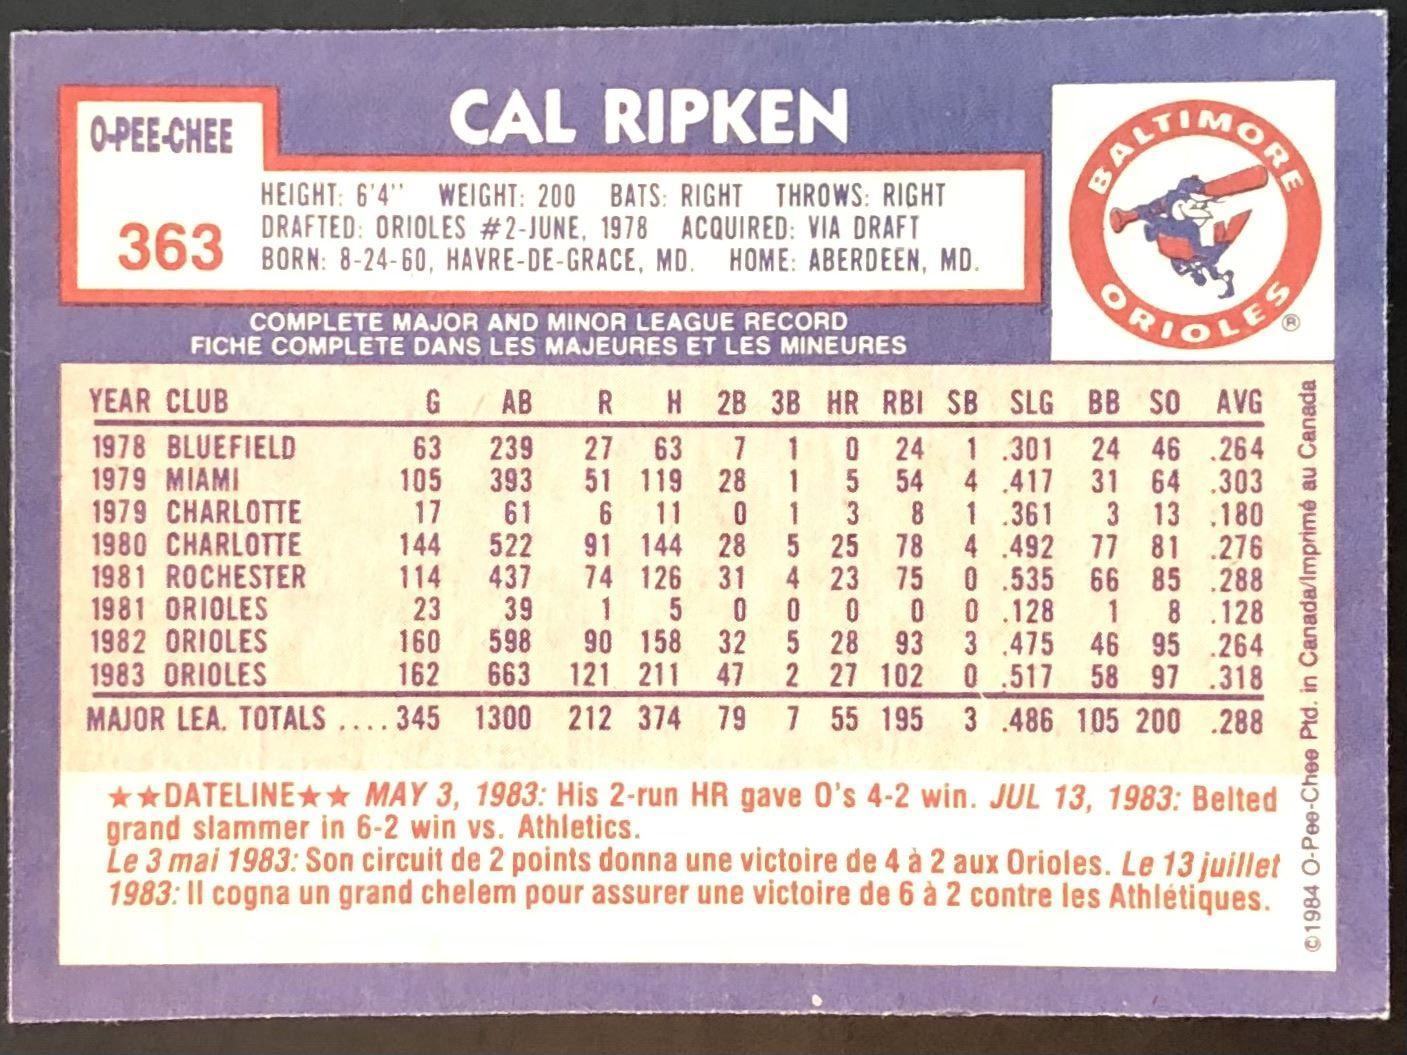 O-PEE-CHEE
363
CAL RIPKEN
HEIGHT: 6'4" WEIGHT: 200 BATS: RIGHT THROWS: RIGHT
DRAFTED: ORIOLES #2-JUNE, 1978 ACQUIRED: VIA DRAFT
BORN: 8-24-60, HAVRE-DE-GRACE, MD. HOME: ABERDEEN, MD.
BALTIMORE
ORIOLES ®
COMPLETE MAJOR AND MINOR LEAGUE RECORD
FICHE COMPLETE DANS LES MAJEURES ET LES MINEURES
YEAR CLUB G AB R H 2B 3B HR RBI SB SLG BB SO AVG
1978 BLUEFIELD 63 239 27 63 7 1 0 24 1 .301 24 46 .264
1979 MIAMI 105 393 51 119 28 1 5 54 4 .417 31 64 .303
1979 CHARLOTTE 17 61 6 11 0 1 3 8 1 .361 3 13 .180
1980 CHARLOTTE 144 522 91 144 28 5 25 78 4 .492 77 81 .276
1981 ROCHESTER 114 437 74 126 31 4 23 75 0 .535 66 85 .288
1981 ORIOLES 23 39 1 5 0 0 0 0 0 .128 1 8 .128
1982 ORIOLES 160 598 90 158 32 5 28 93 3 .475 46 95 .264
1983 ORIOLES 162 663 121 211 47 2 27 102 0 .517 58 97 .318
MAJOR LEA. TOTALS .... 345 1300 212 374 79 7 55 195 3 .486 105 200 .288
★★DATELINE★★ MAY 3, 1983: His 2-run HR gave O's 4-2 win. JUL 13, 1983: Belted
grand slammer in 6-2 win vs. Athletics.
Le 3 mai 1983: Son circuit de 2 points donna une victoire de 4 à 2 aux Orioles. Le 13 juillet
1983: Il cogna un grand chelem pour assurer une victoire de 6 à 2 contre les Athlétiques.
©1984 O-Pee-Chee Ptd. in Canada/Imprimé au Canada